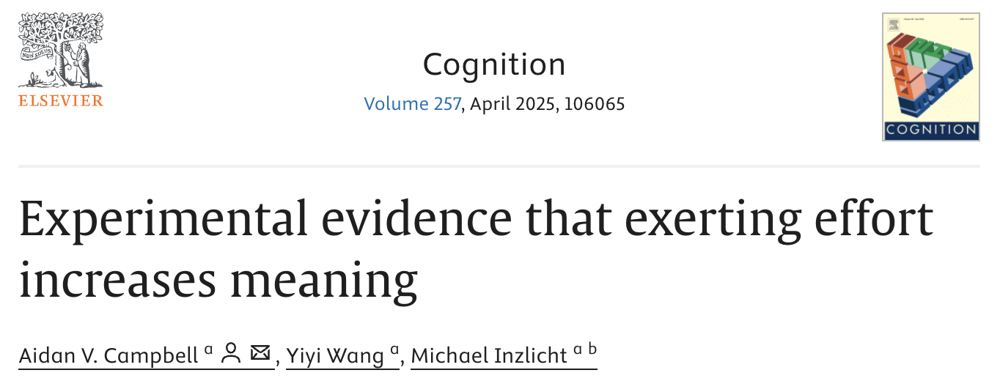 NON SOLUS
ELSEVIER
Cognition
Volume 257, April 2025, 106065
COGNITION
Experimental evidence that exerting effort
increases meaning
Aidan V. Campbell a, Yiyi Wang a, Michael Inzlicht a b